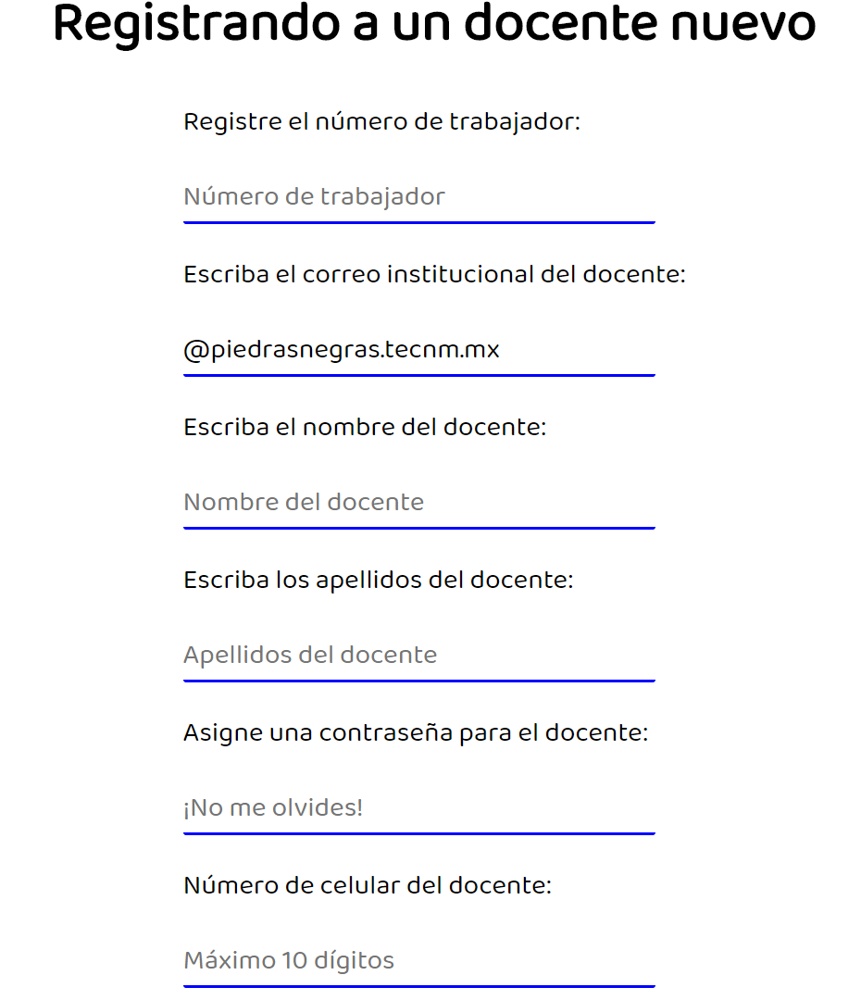 Registrando a un docente nuevo
Registre el número de trabajador:
Número de trabajador
Escriba el correo institucional del docente:
@piedrasnegras.tecnm.mx
Escriba el nombre del docente:
Nombre del docente
Escriba los apellidos del docente:
Apellidos del docente
Asigne una contraseña para el docente:
¡No me olvides!
Número de celular del docente:
Máximo 10 dígitos